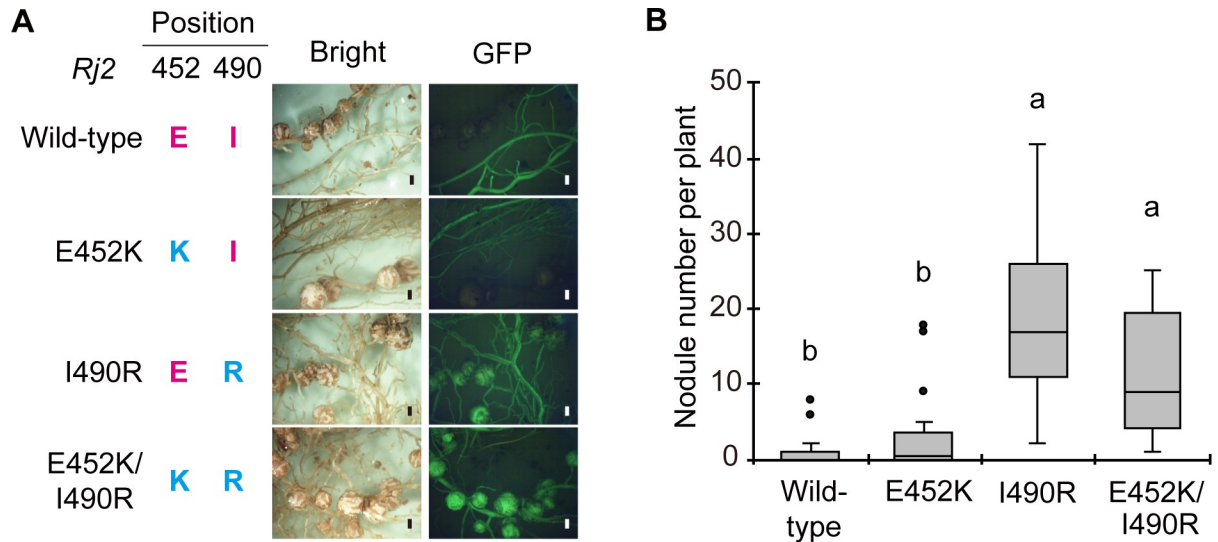 A
Position
Rj2 452 490 Bright GFP
Wild-type E I
E452K K I
I490R E R
E452K/
I490R K R
B
Nodule number per plant
50
40
30
20
10
0
b
b
a
a
Wild-
type
E452K
I490R
E452K/
I490R